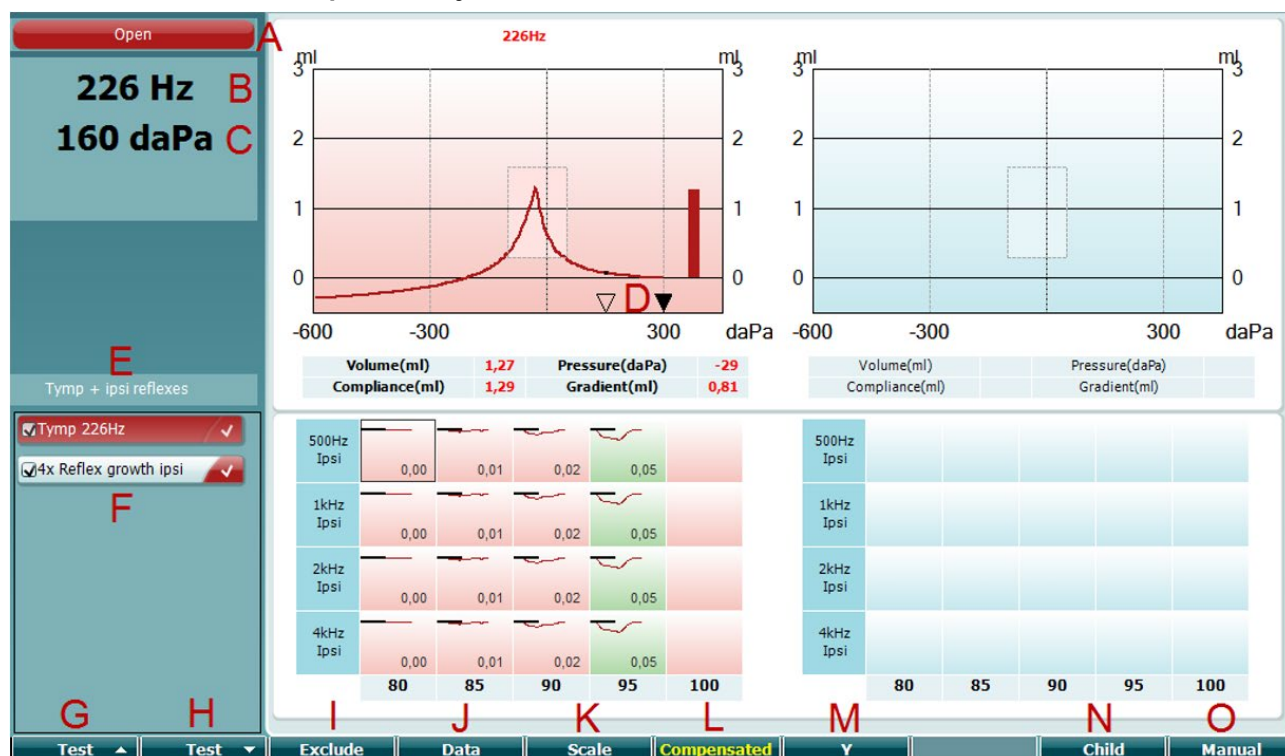 Open
A
226 Hz
B
160 daPa
C
E
Tymp + ipsi reflexes
Tymp 226Hz
4x Reflex growth ipsi
F
226Hz
ml
ml
3
3
2
2
1
1
0
0
D
-600
-300
300
daPa
Volume(ml) 1,27 Pressure(daPa) -29
Compliance(ml) 1,29 Gradient(ml) 0,81
ml
ml
3
3
2
2
1
1
0
0
-600
-300
300
daPa
Volume(ml) Pressure(daPa)
Compliance(ml) Gradient(ml)
500Hz
Ipsi
0,00 0,01 0,02 0,05
1kHz
Ipsi
0,00 0,01 0,02 0,05
2kHz
Ipsi
0,00 0,01 0,02 0,05
4kHz
Ipsi
0,00 0,01 0,02 0,05
80 85 90 95 100
500Hz
Ipsi
1kHz
Ipsi
2kHz
Ipsi
4kHz
Ipsi
80 85 90 95 100
G H I J K L M N O
Test ▲ Test ▼ Exclude Data Scale Compensated Y Child Manual